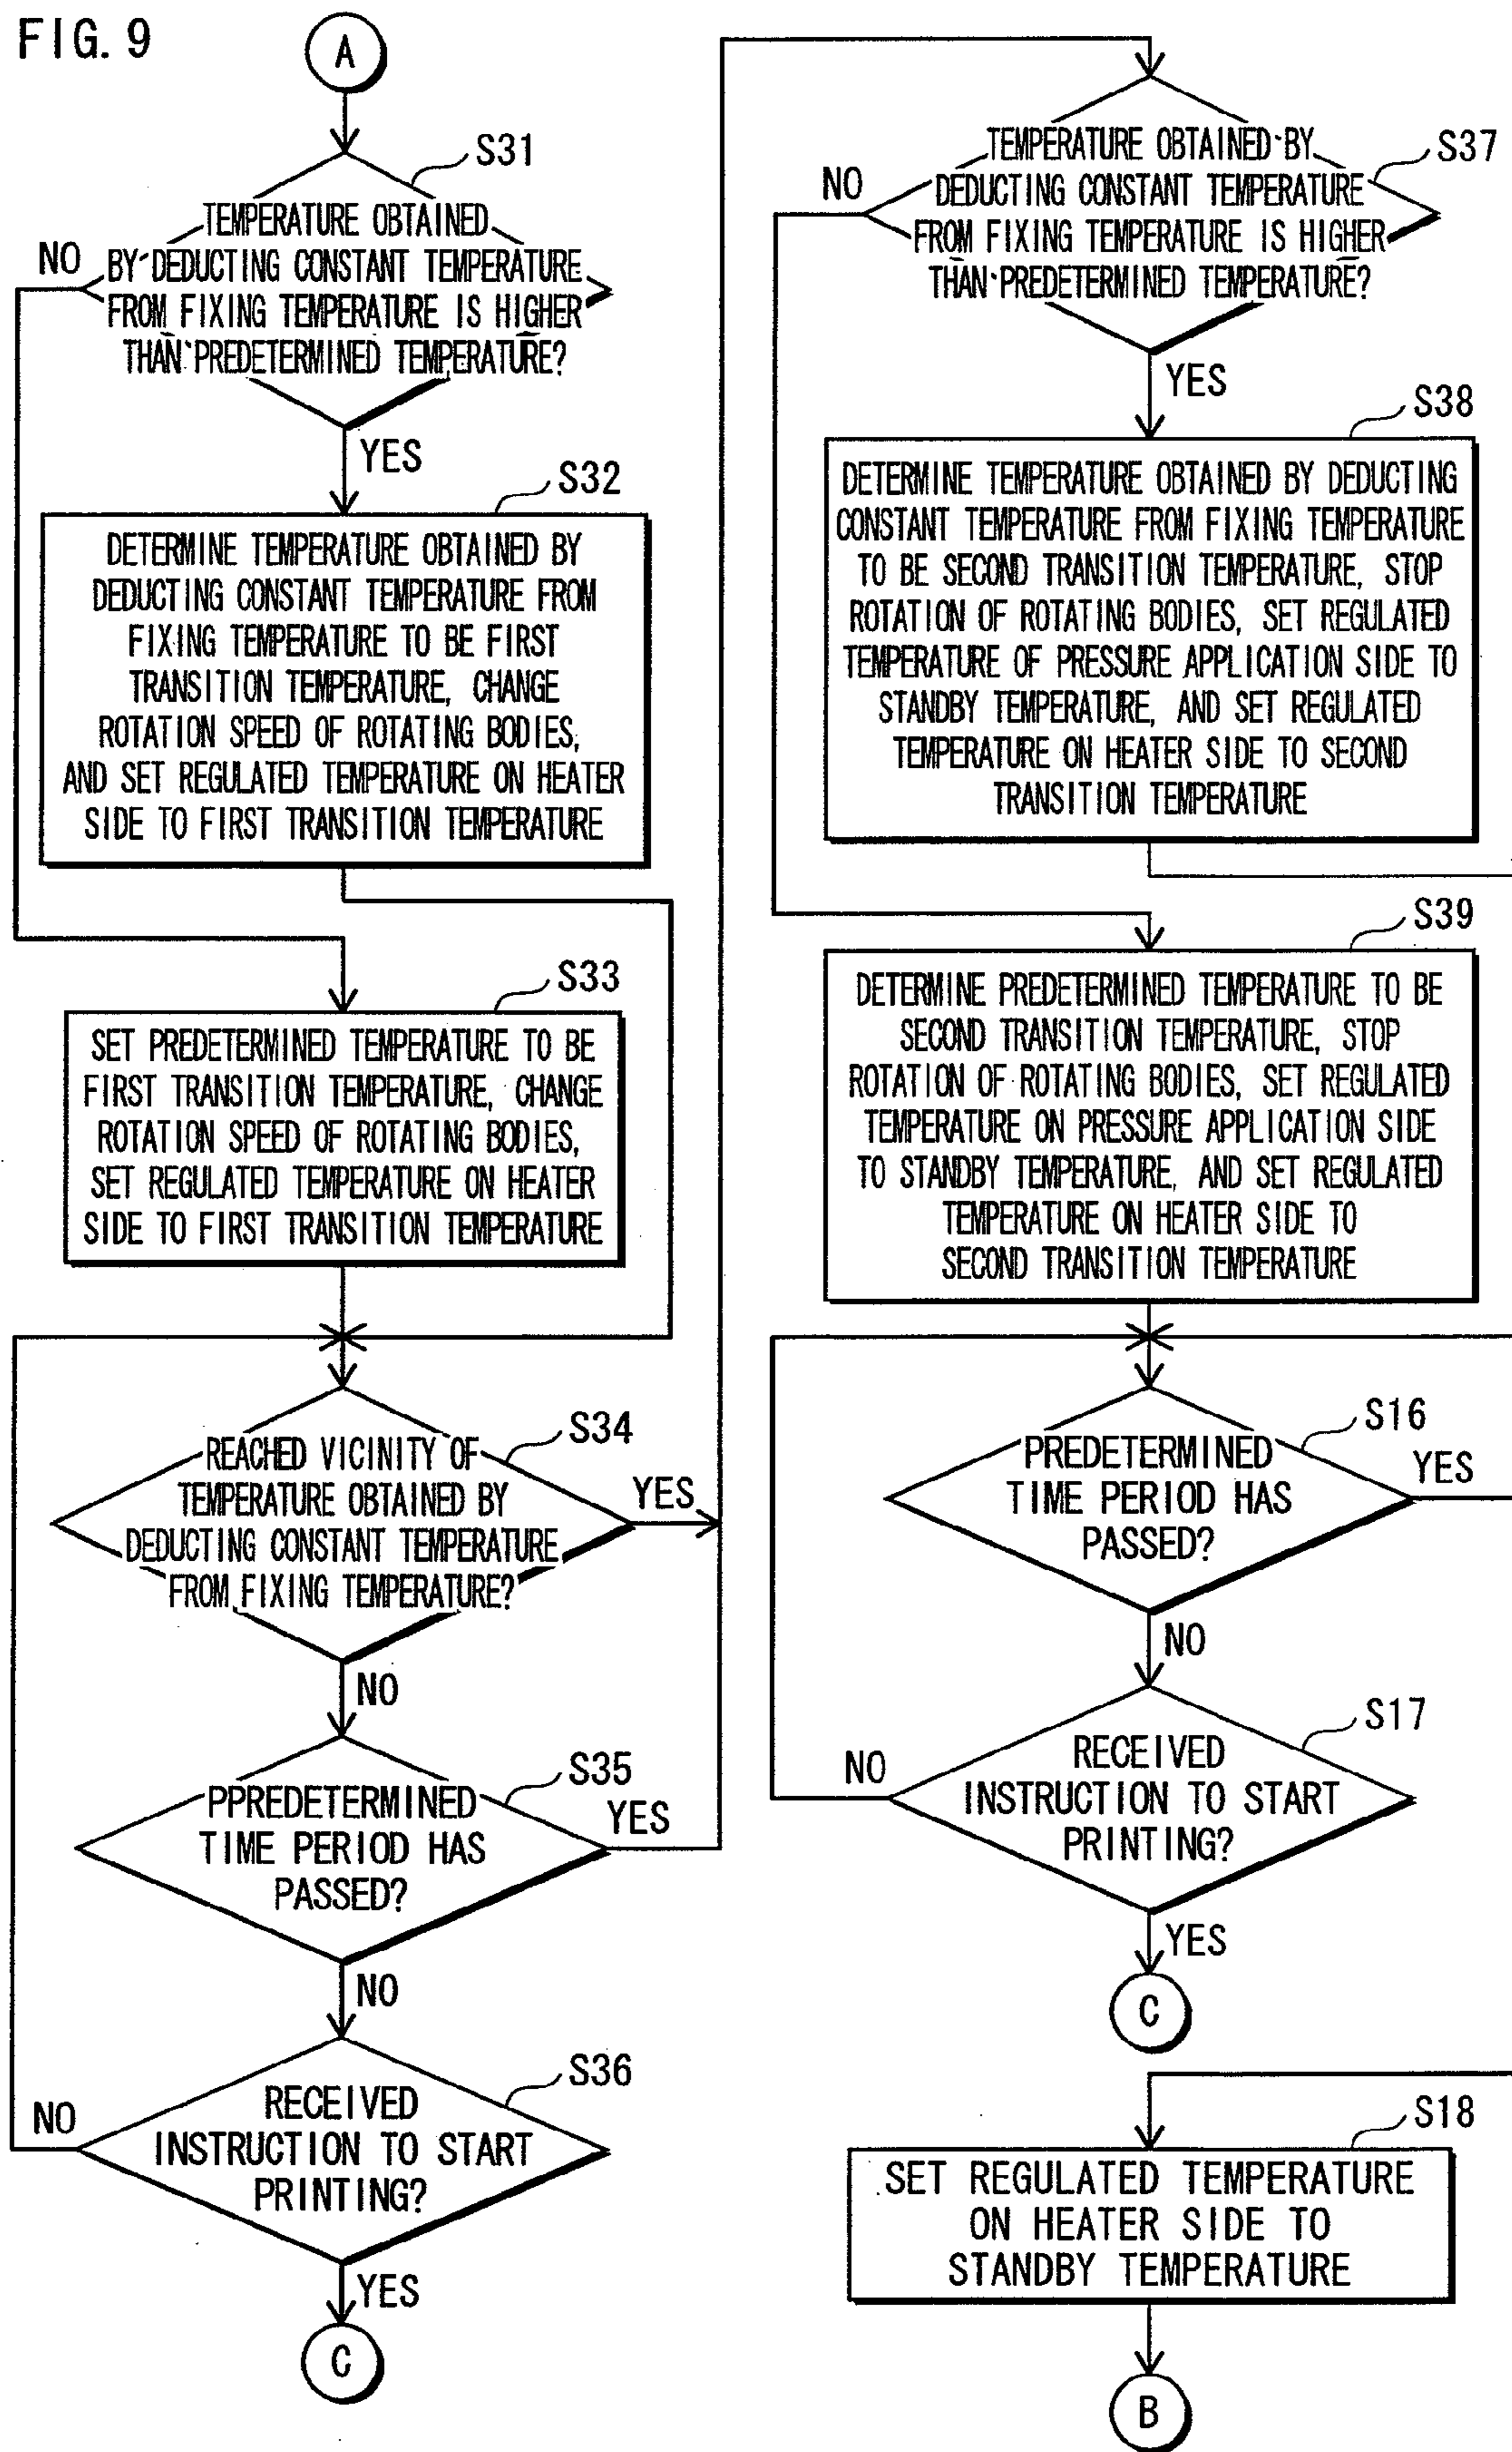 FIG. 9
A
S31
TEMPERATURE OBTAINED
BY DEDUCTING CONSTANT TEMPERATURE
FROM FIXING TEMPERATURE IS HIGHER
THAN PREDETERMINED TEMPERATURE?
NO
YES
S32
DETERMINE TEMPERATURE OBTAINED BY
DEDUCTING CONSTANT TEMPERATURE FROM
FIXING TEMPERATURE TO BE FIRST
TRANSITION TEMPERATURE, CHANGE
ROTATION SPEED OF ROTATING BODIES,
AND SET REGULATED TEMPERATURE ON HEATER
SIDE TO FIRST TRANSITION TEMPERATURE
S33
SET PREDETERMINED TEMPERATURE TO BE
FIRST TRANSITION TEMPERATURE, CHANGE
ROTATION SPEED OF ROTATING BODIES,
SET REGULATED TEMPERATURE ON HEATER
SIDE TO FIRST TRANSITION TEMPERATURE
S34
REACHED VICINITY OF
TEMPERATURE OBTAINED BY
DEDUCTING CONSTANT TEMPERATURE
FROM FIXING TEMPERATURE?
YES
NO
S35
PPREDETERMINED
TIME PERIOD HAS
PASSED?
YES
NO
S36
RECEIVED
INSTRUCTION TO START
PRINTING?
NO
YES
C
S37
TEMPERATURE OBTAINED BY
DEDUCTING CONSTANT TEMPERATURE
FROM FIXING TEMPERATURE IS HIGHER
THAN PREDETERMINED TEMPERATURE?
NO
YES
S38
DETERMINE TEMPERATURE OBTAINED BY DEDUCTING
CONSTANT TEMPERATURE FROM FIXING TEMPERATURE
TO BE SECOND TRANSITION TEMPERATURE, STOP
ROTATION OF ROTATING BODIES, SET REGULATED
TEMPERATURE OF PRESSURE APPLICATION SIDE TO
STANDBY TEMPERATURE, AND SET REGULATED
TEMPERATURE ON HEATER SIDE TO SECOND
TRANSITION TEMPERATURE
S39
DETERMINE PREDETERMINED TEMPERATURE TO BE
SECOND TRANSITION TEMPERATURE, STOP
ROTATION OF ROTATING BODIES, SET REGULATED
TEMPERATURE ON PRESSURE APPLICATION SIDE
TO STANDBY TEMPERATURE, AND SET REGULATED
TEMPERATURE ON HEATER SIDE TO
SECOND TRANSITION TEMPERATURE
S16
PREDETERMINED
TIME PERIOD HAS
PASSED?
YES
NO
S17
RECEIVED
INSTRUCTION TO START
PRINTING?
NO
YES
C
S18
SET REGULATED TEMPERATURE
ON HEATER SIDE TO
STANDBY TEMPERATURE
B